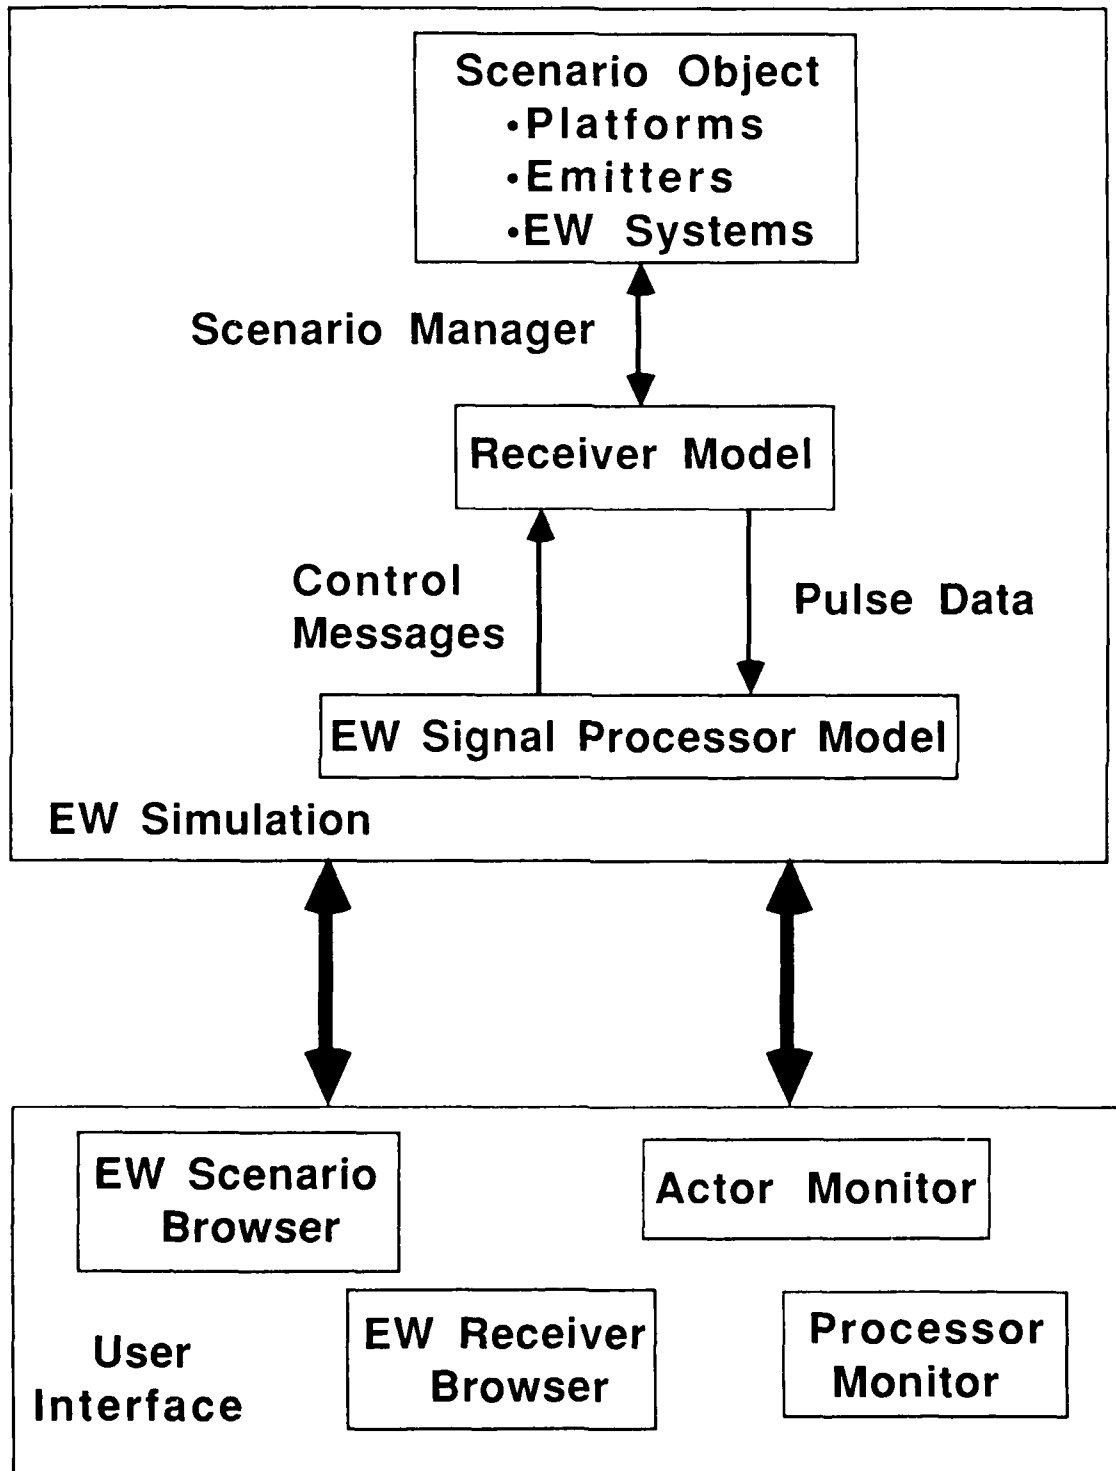 Scenario Object
•Platforms
•Emitters
•EW Systems
Scenario Manager
Receiver Model
Control
Messages
Pulse Data
EW Signal Processor Model
EW Simulation
EW Scenario
Browser
Actor Monitor
EW Receiver
Browser
Processor
Monitor
User
Interface